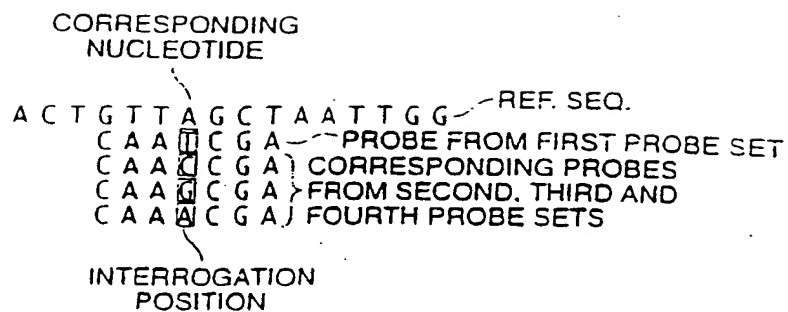 CORRESPONDING
NUCLEOTIDE
A C T G T T A G C T A A T T G G REF. SEQ.
C A A T C G A PROBE FROM FIRST PROBE SET
C A A C C G A CORRESPONDING PROBES
C A A G C G A FROM SECOND, THIRD AND
C A A A C G A FOURTH PROBE SETS
INTERROGATION
POSITION